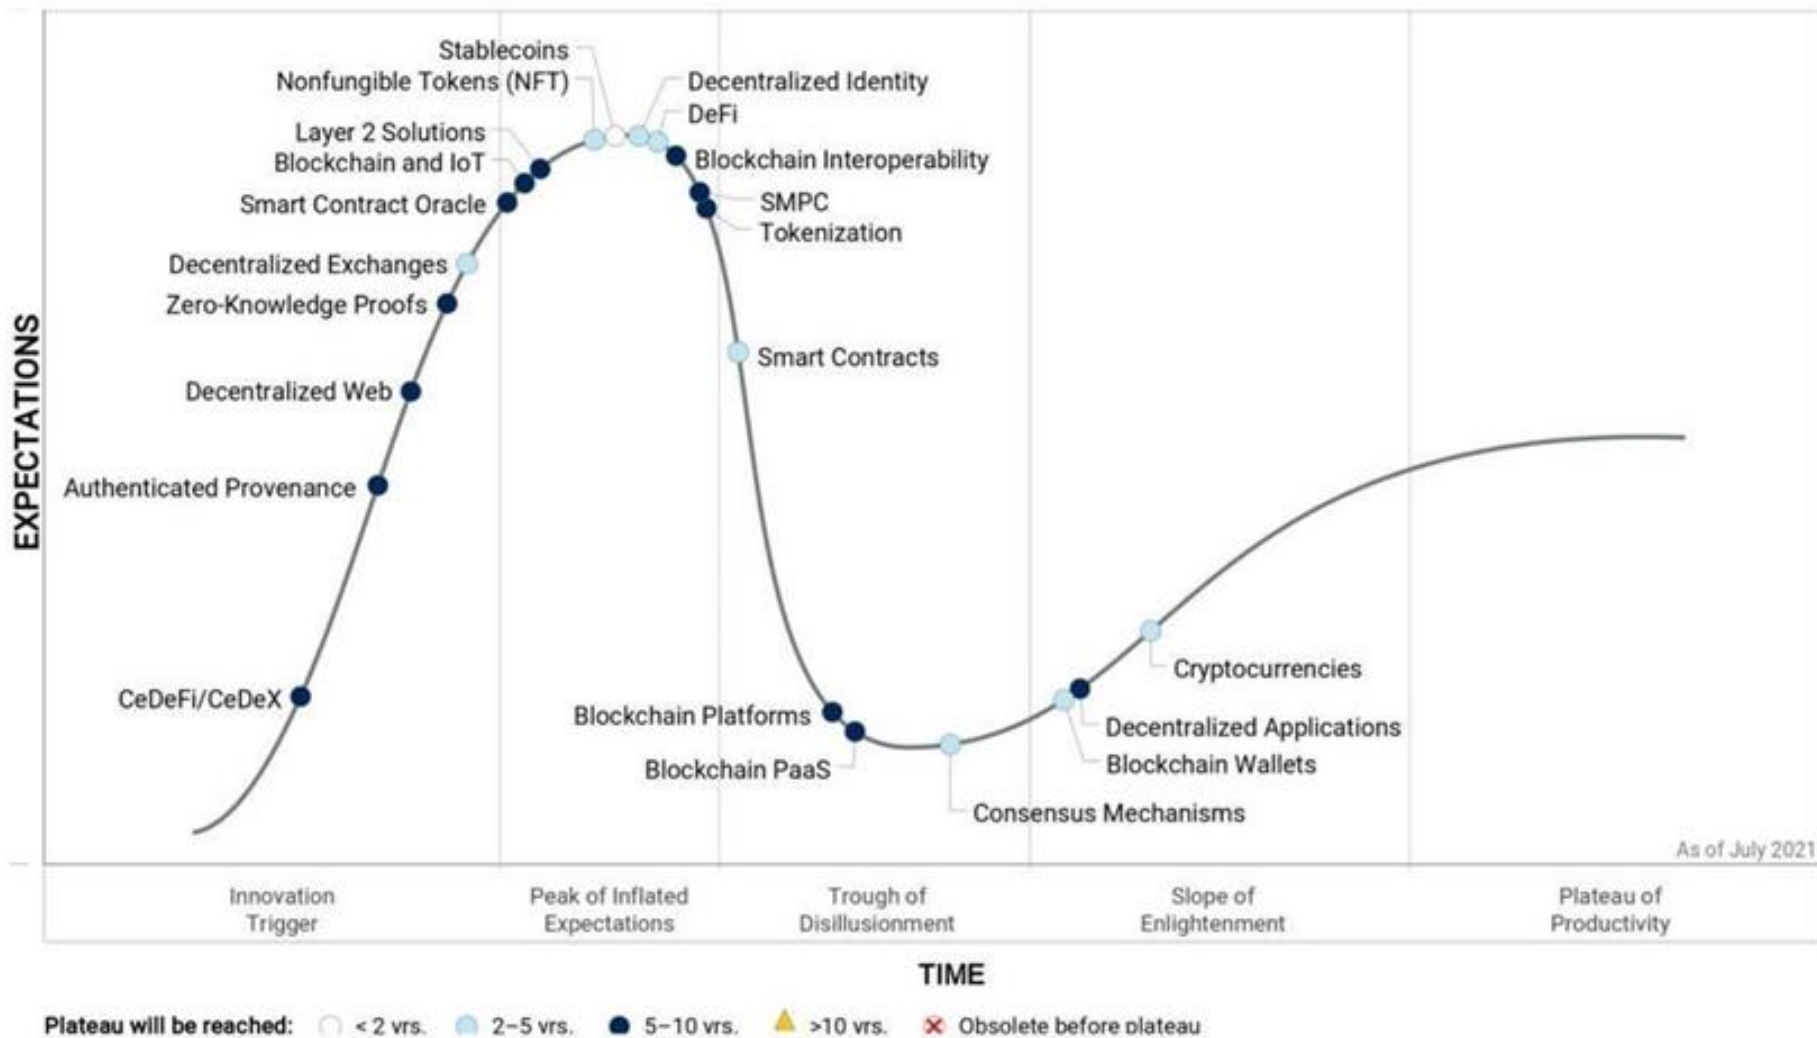 Stablecoins
Nonfungible Tokens (NFT)
Decentralized Identity
DeFi
Layer 2 Solutions
Blockchain and IoT
Blockchain Interoperability
Smart Contract Oracle
SMPC
Tokenization
Decentralized Exchanges
Zero-Knowledge Proofs
Smart Contracts
Decentralized Web
Authenticated Provenance
EXPECTATIONS
CeDeFi/CeDeX
Cryptocurrencies
Blockchain Platforms
Decentralized Applications
Blockchain PaaS
Blockchain Wallets
Consensus Mechanisms
As of July 2021
Innovation
Trigger
Peak of Inflated
Expectations
Trough of
Disillusionment
Slope of
Enlightenment
Plateau of
Productivity
TIME
Plateau will be reached: < 2 yrs. 2–5 yrs. 5–10 yrs. >10 yrs. Obsolete before plateau